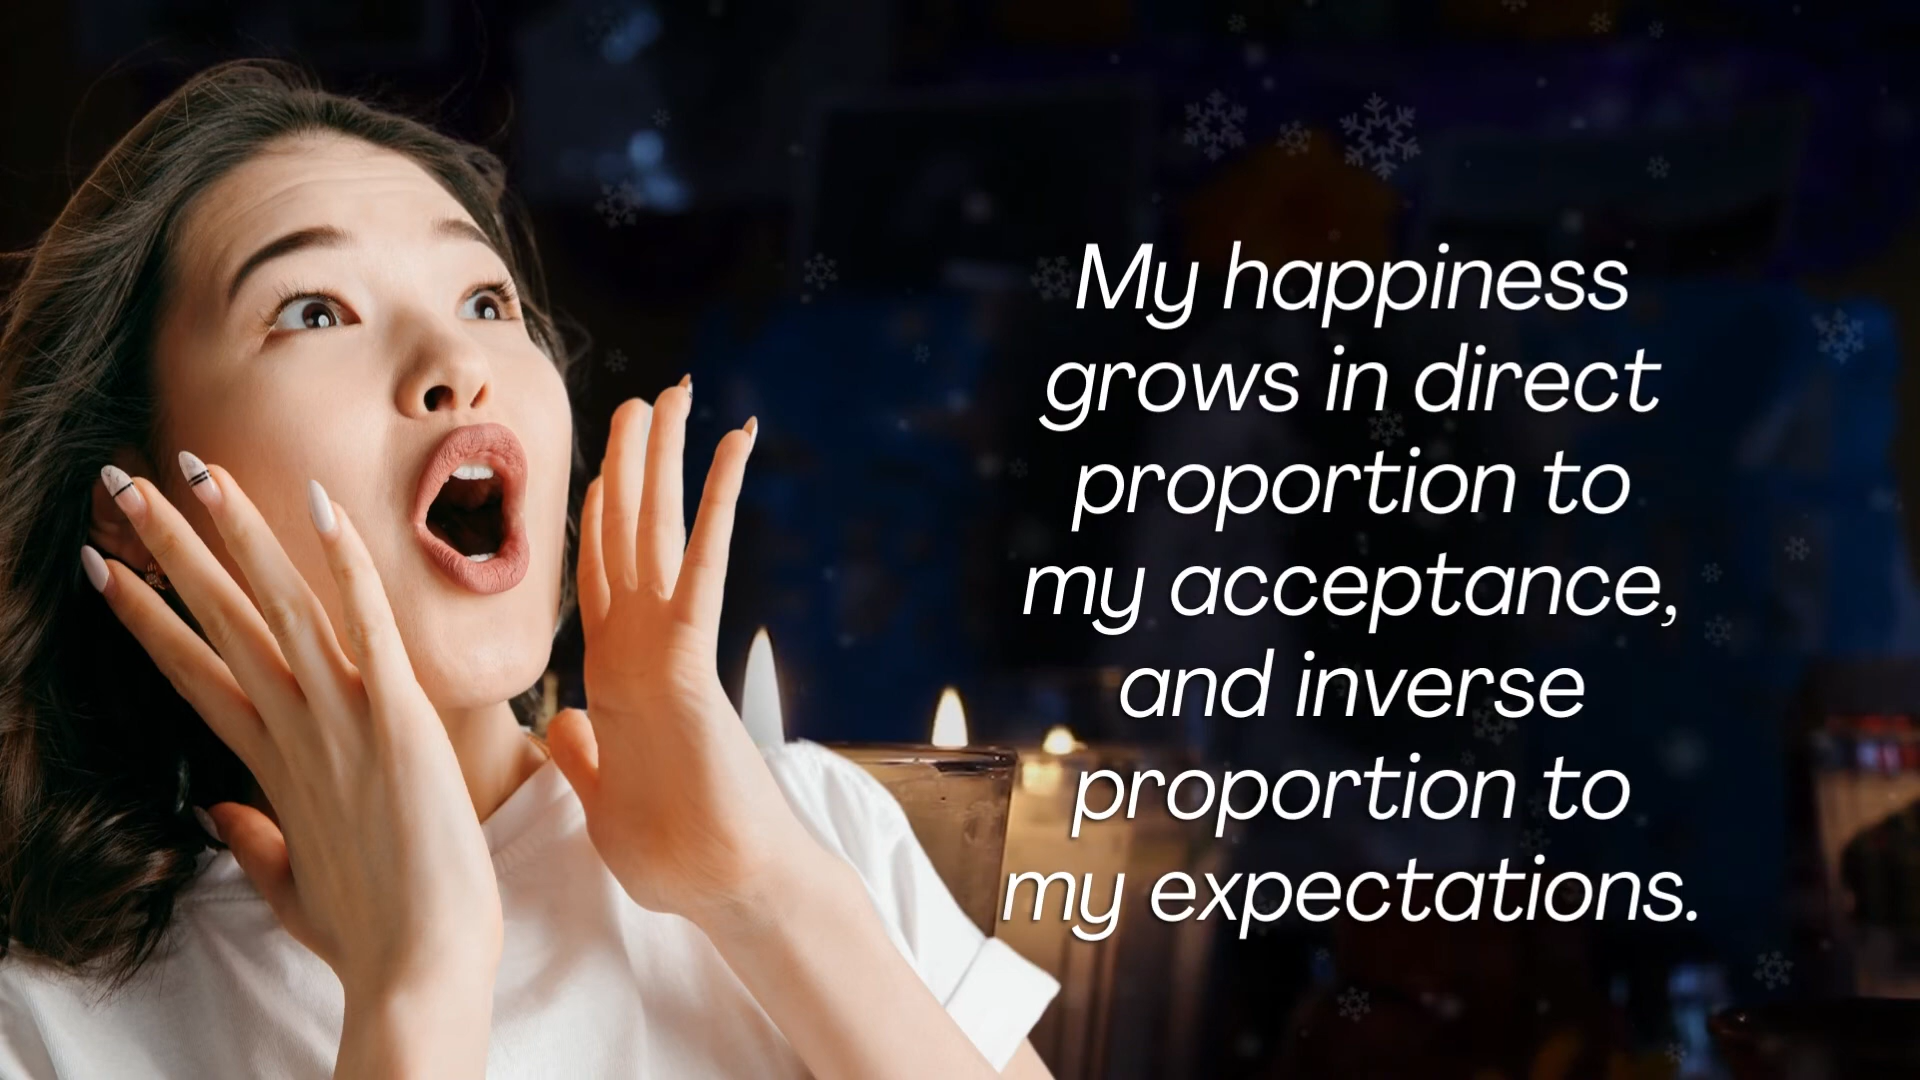 My happiness
grows in direct
proportion to
my acceptance,
and inverse
proportion to
my expectations.